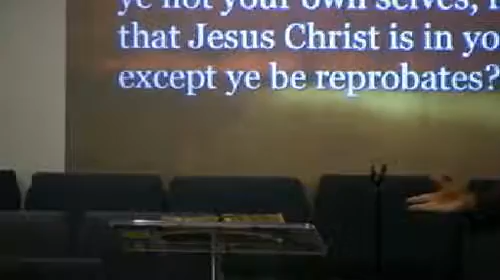 ye not your own selves,
that Jesus Christ is in yo
except ye be reprobates?